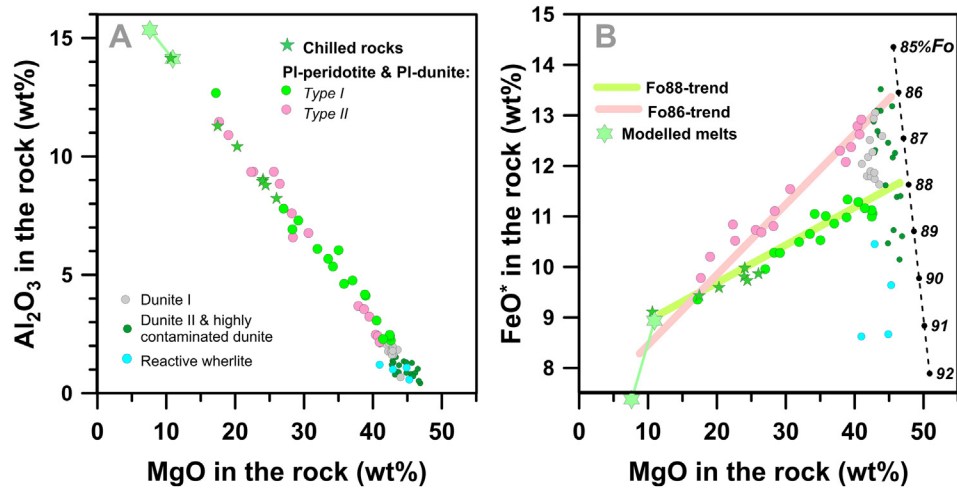 A
Al2O3 in the rock (wt%)
15
10
5
0
Chilled rocks
Pl-peridotite & Pl-dunite:
Type I
Type II
Dunite I
Dunite II & highly
contaminated dunite
Reactive wherlite
0 10 20 30 40 50
MgO in the rock (wt%)
B
FeO* in the rock (wt%)
15
14
13
12
11
10
9
8
Fo88-trend
Fo86-trend
Modelled melts
85%Fo
86
87
88
89
90
91
92
0 10 20 30 40 50
MgO in the rock (wt%)